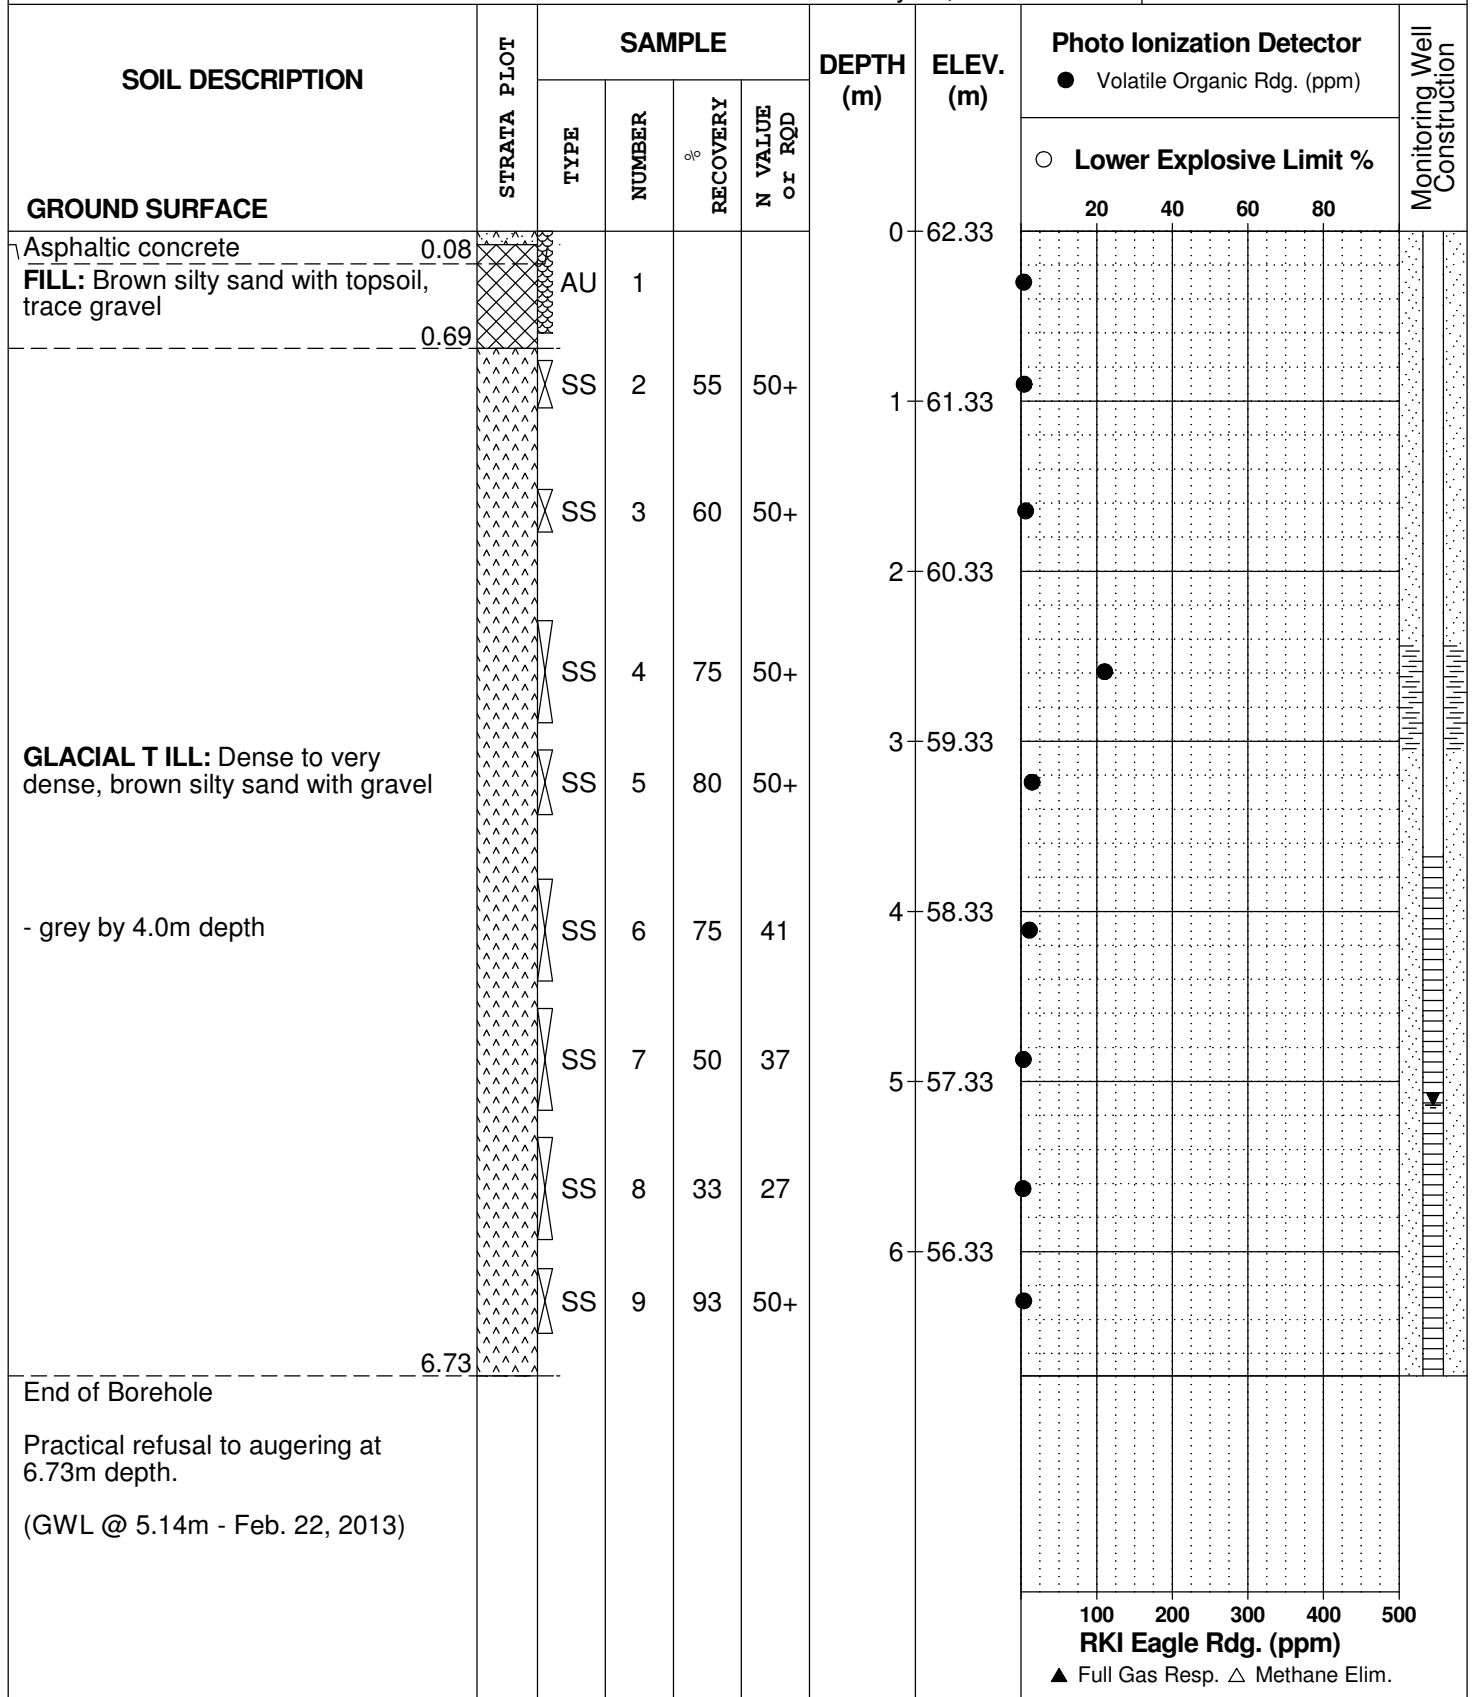 SOIL DESCRIPTION
GROUND SURFACE
STRATA PLOT
SAMPLE
TYPE
NUMBER
%
RECOVERY
N VALUE
or RQD
DEPTH
(m)
ELEV.
(m)
Photo Ionization Detector
● Volatile Organic Rdg. (ppm)
○ Lower Explosive Limit %
20 40 60 80
Monitoring Well
Construction
0 62.33
Asphaltic concrete 0.08
FILL: Brown silty sand with topsoil,
trace gravel
0.69
AU 1
SS 2 55 50+
1 61.33
SS 3 60 50+
2 60.33
SS 4 75 50+
3 59.33
GLACIAL T ILL: Dense to very
dense, brown silty sand with gravel
SS 5 80 50+
4 58.33
- grey by 4.0m depth
SS 6 75 41
SS 7 50 37
5 57.33
SS 8 33 27
6 56.33
SS 9 93 50+
6.73
End of Borehole
Practical refusal to augering at
6.73m depth.
(GWL @ 5.14m - Feb. 22, 2013)
100 200 300 400 500
RKI Eagle Rdg. (ppm)
▲ Full Gas Resp. △ Methane Elim.